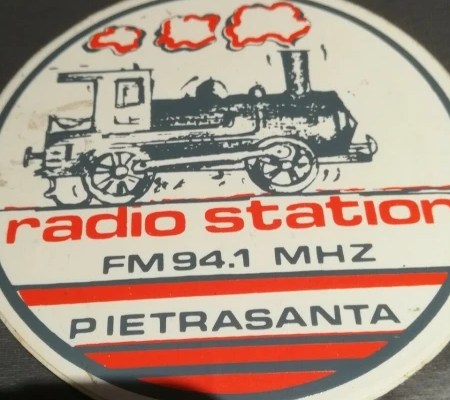 radio station
FM 94.1 MHZ
PIETRASANTA